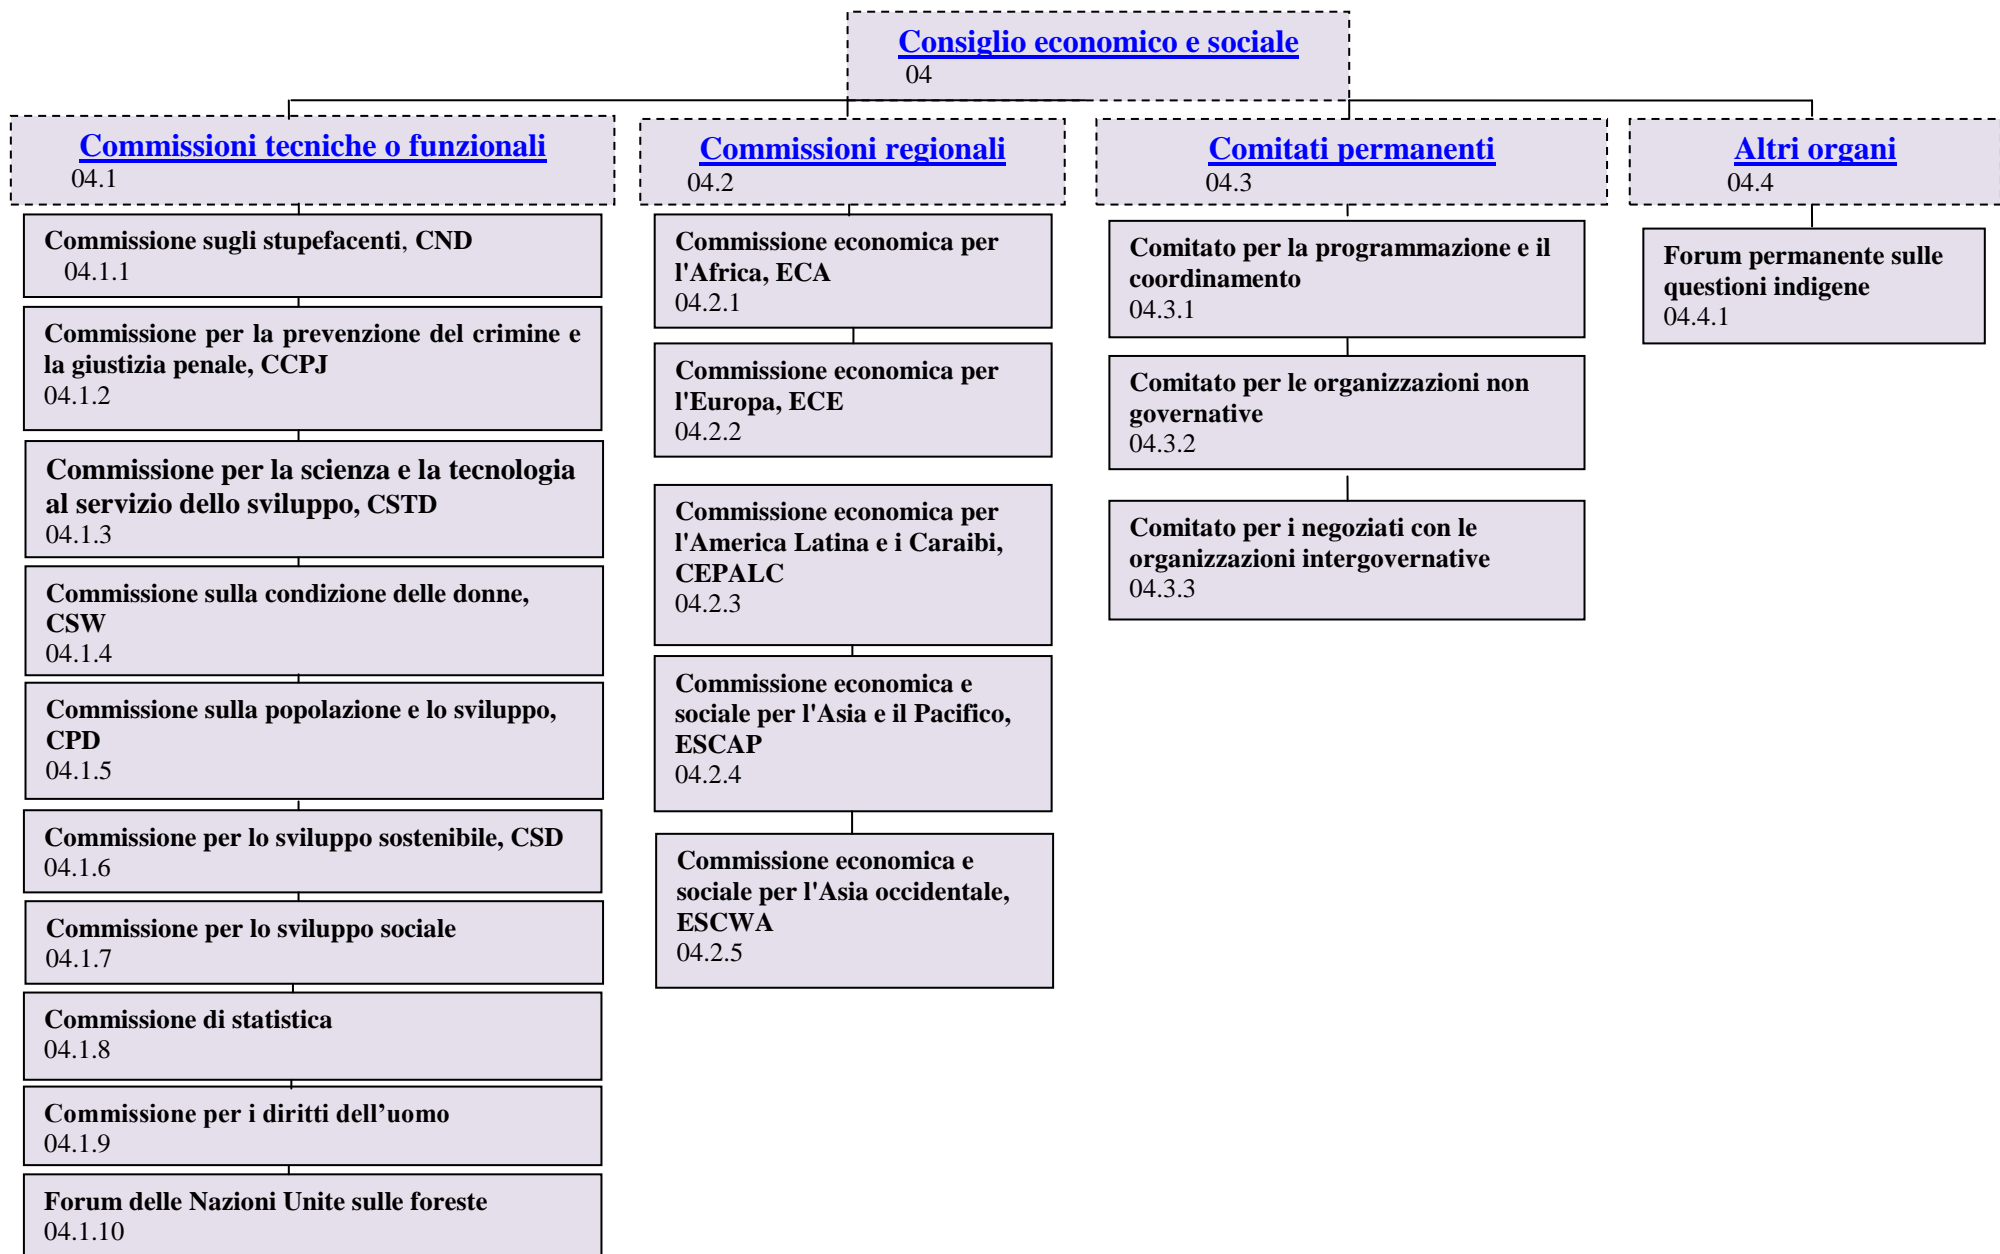 Consiglio economico e sociale
04
Commissioni tecniche o funzionali
04.1
Commissione sugli stupefacenti, CND
04.1.1
Commissione per la prevenzione del crimine e
la giustizia penale, CCPJ
04.1.2
Commissione per la scienza e la tecnologia
al servizio dello sviluppo, CSTD
04.1.3
Commissione sulla condizione delle donne,
CSW
04.1.4
Commissione sulla popolazione e lo sviluppo,
CPD
04.1.5
Commissione per lo sviluppo sostenibile, CSD
04.1.6
Commissione per lo sviluppo sociale
04.1.7
Commissione di statistica
04.1.8
Commissione per i diritti dell’uomo
04.1.9
Forum delle Nazioni Unite sulle foreste
04.1.10
Commissioni regionali
04.2
Commissione economica per
l'Africa, ECA
04.2.1
Commissione economica per
l'Europa, ECE
04.2.2
Commissione economica per
l'America Latina e i Caraibi,
CEPALC
04.2.3
Commissione economica e
sociale per l'Asia e il Pacifico,
ESCAP
04.2.4
Commissione economica e
sociale per l'Asia occidentale,
ESCWA
04.2.5
Comitati permanenti
04.3
Comitato per la programmazione e il
coordinamento
04.3.1
Comitato per le organizzazioni non
governative
04.3.2
Comitato per i negoziati con le
organizzazioni intergovernative
04.3.3
Altri organi
04.4
Forum permanente sulle
questioni indigene
04.4.1